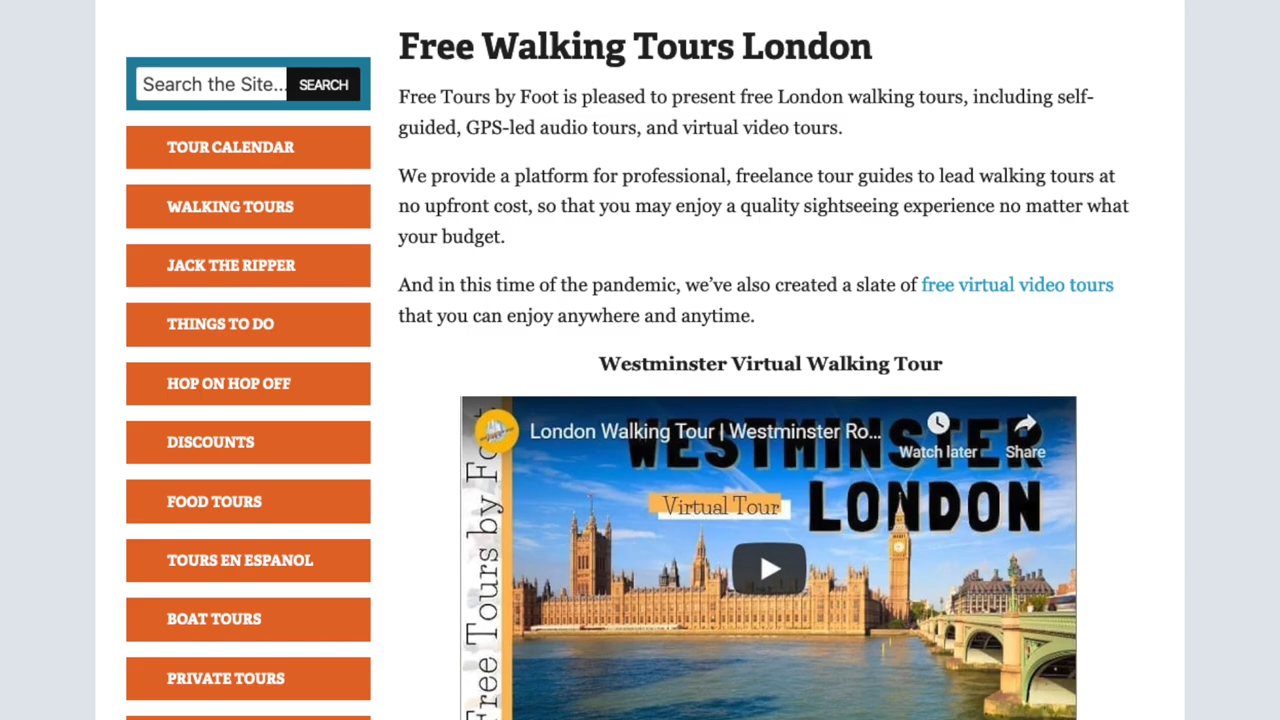 Free Walking Tours London
Search the Site...
SEARCH
TOUR CALENDAR
WALKING TOURS
JACK THE RIPPER
THINGS TO DO
HOP ON HOP OFF
DISCOUNTS
FOOD TOURS
TOURS EN ESPANOL
BOAT TOURS
PRIVATE TOURS
Free Tours by Foot is pleased to present free London walking tours, including self-
guided, GPS-led audio tours, and virtual video tours.
We provide a platform for professional, freelance tour guides to lead walking tours at
no upfront cost, so that you may enjoy a quality sightseeing experience no matter what
your budget.
And in this time of the pandemic, we’ve also created a slate of free virtual video tours
that you can enjoy anywhere and anytime.
Westminster Virtual Walking Tour
London Walking Tour | Westminster Ro...
Watch later
Share
WESTMINSTER
Virtual Tour
LONDON
Free Tours by Foot